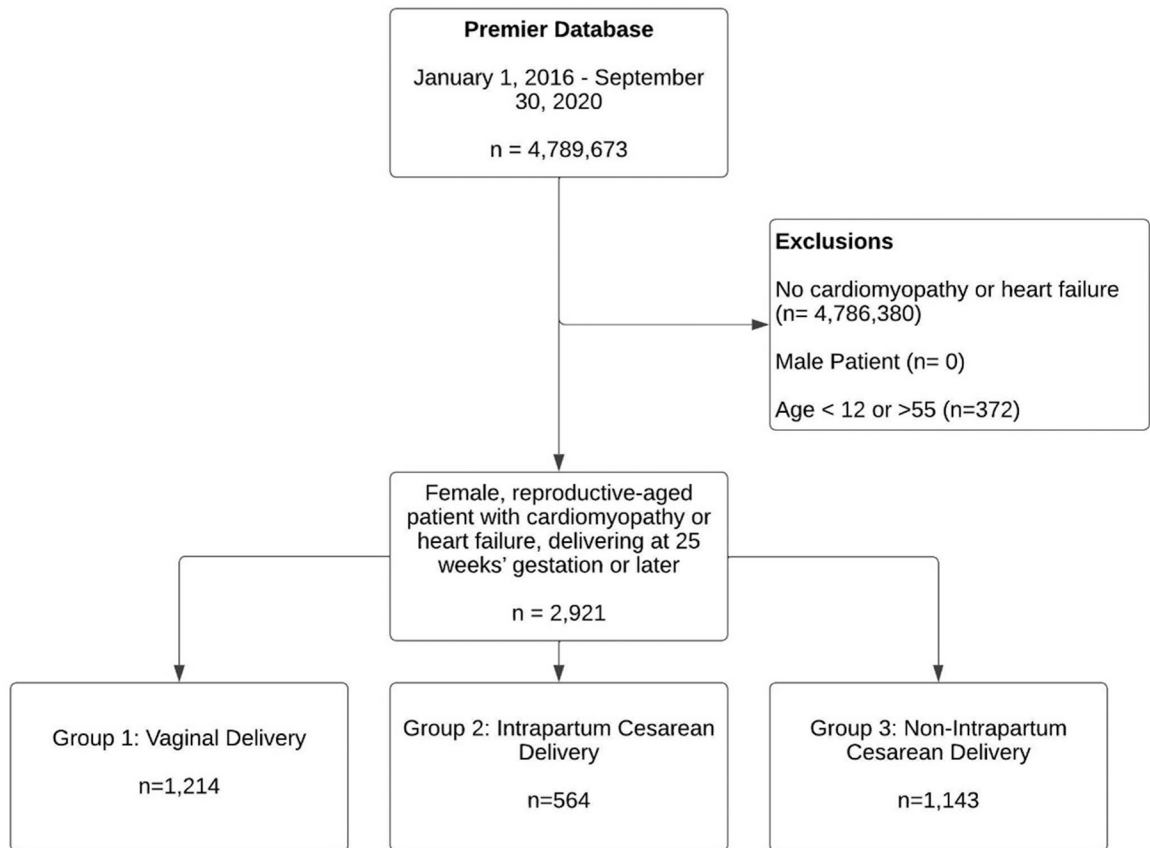 Premier Database
January 1, 2016 - September
30, 2020
n = 4,789,673
Exclusions
No cardiomyopathy or heart failure
(n= 4,786,380)
Male Patient (n= 0)
Age < 12 or >55 (n=372)
Female, reproductive-aged
patient with cardiomyopathy or
heart failure, delivering at 25
weeks’ gestation or later
n = 2,921
Group 1: Vaginal Delivery
n=1,214
Group 2: Intrapartum Cesarean
Delivery
n=564
Group 3: Non-Intrapartum
Cesarean Delivery
n=1,143